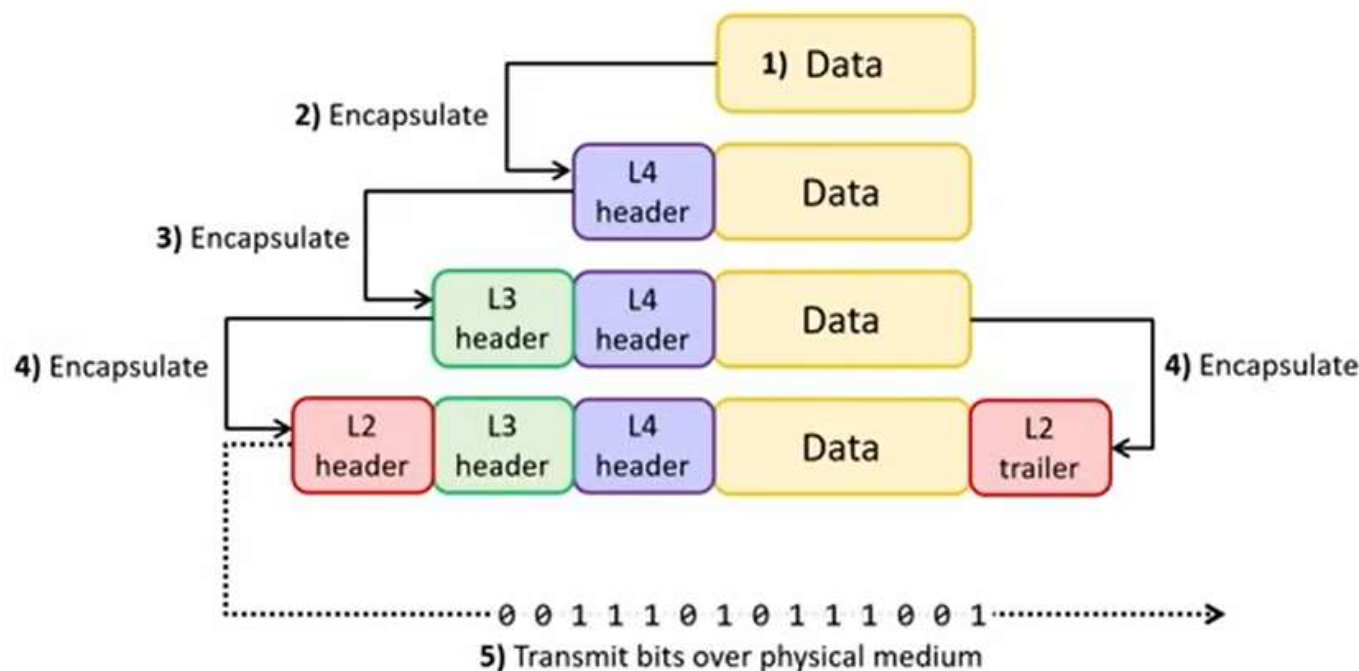 1) Data
2) Encapsulate
L4
header
Data
3) Encapsulate
L3
header
L4
header
Data
4) Encapsulate
4) Encapsulate
L2
header
L3
header
L4
header
Data
L2
trailer
0 0 1 1 1 0 1 0 1 1 1 0 0 1
5) Transmit bits over physical medium